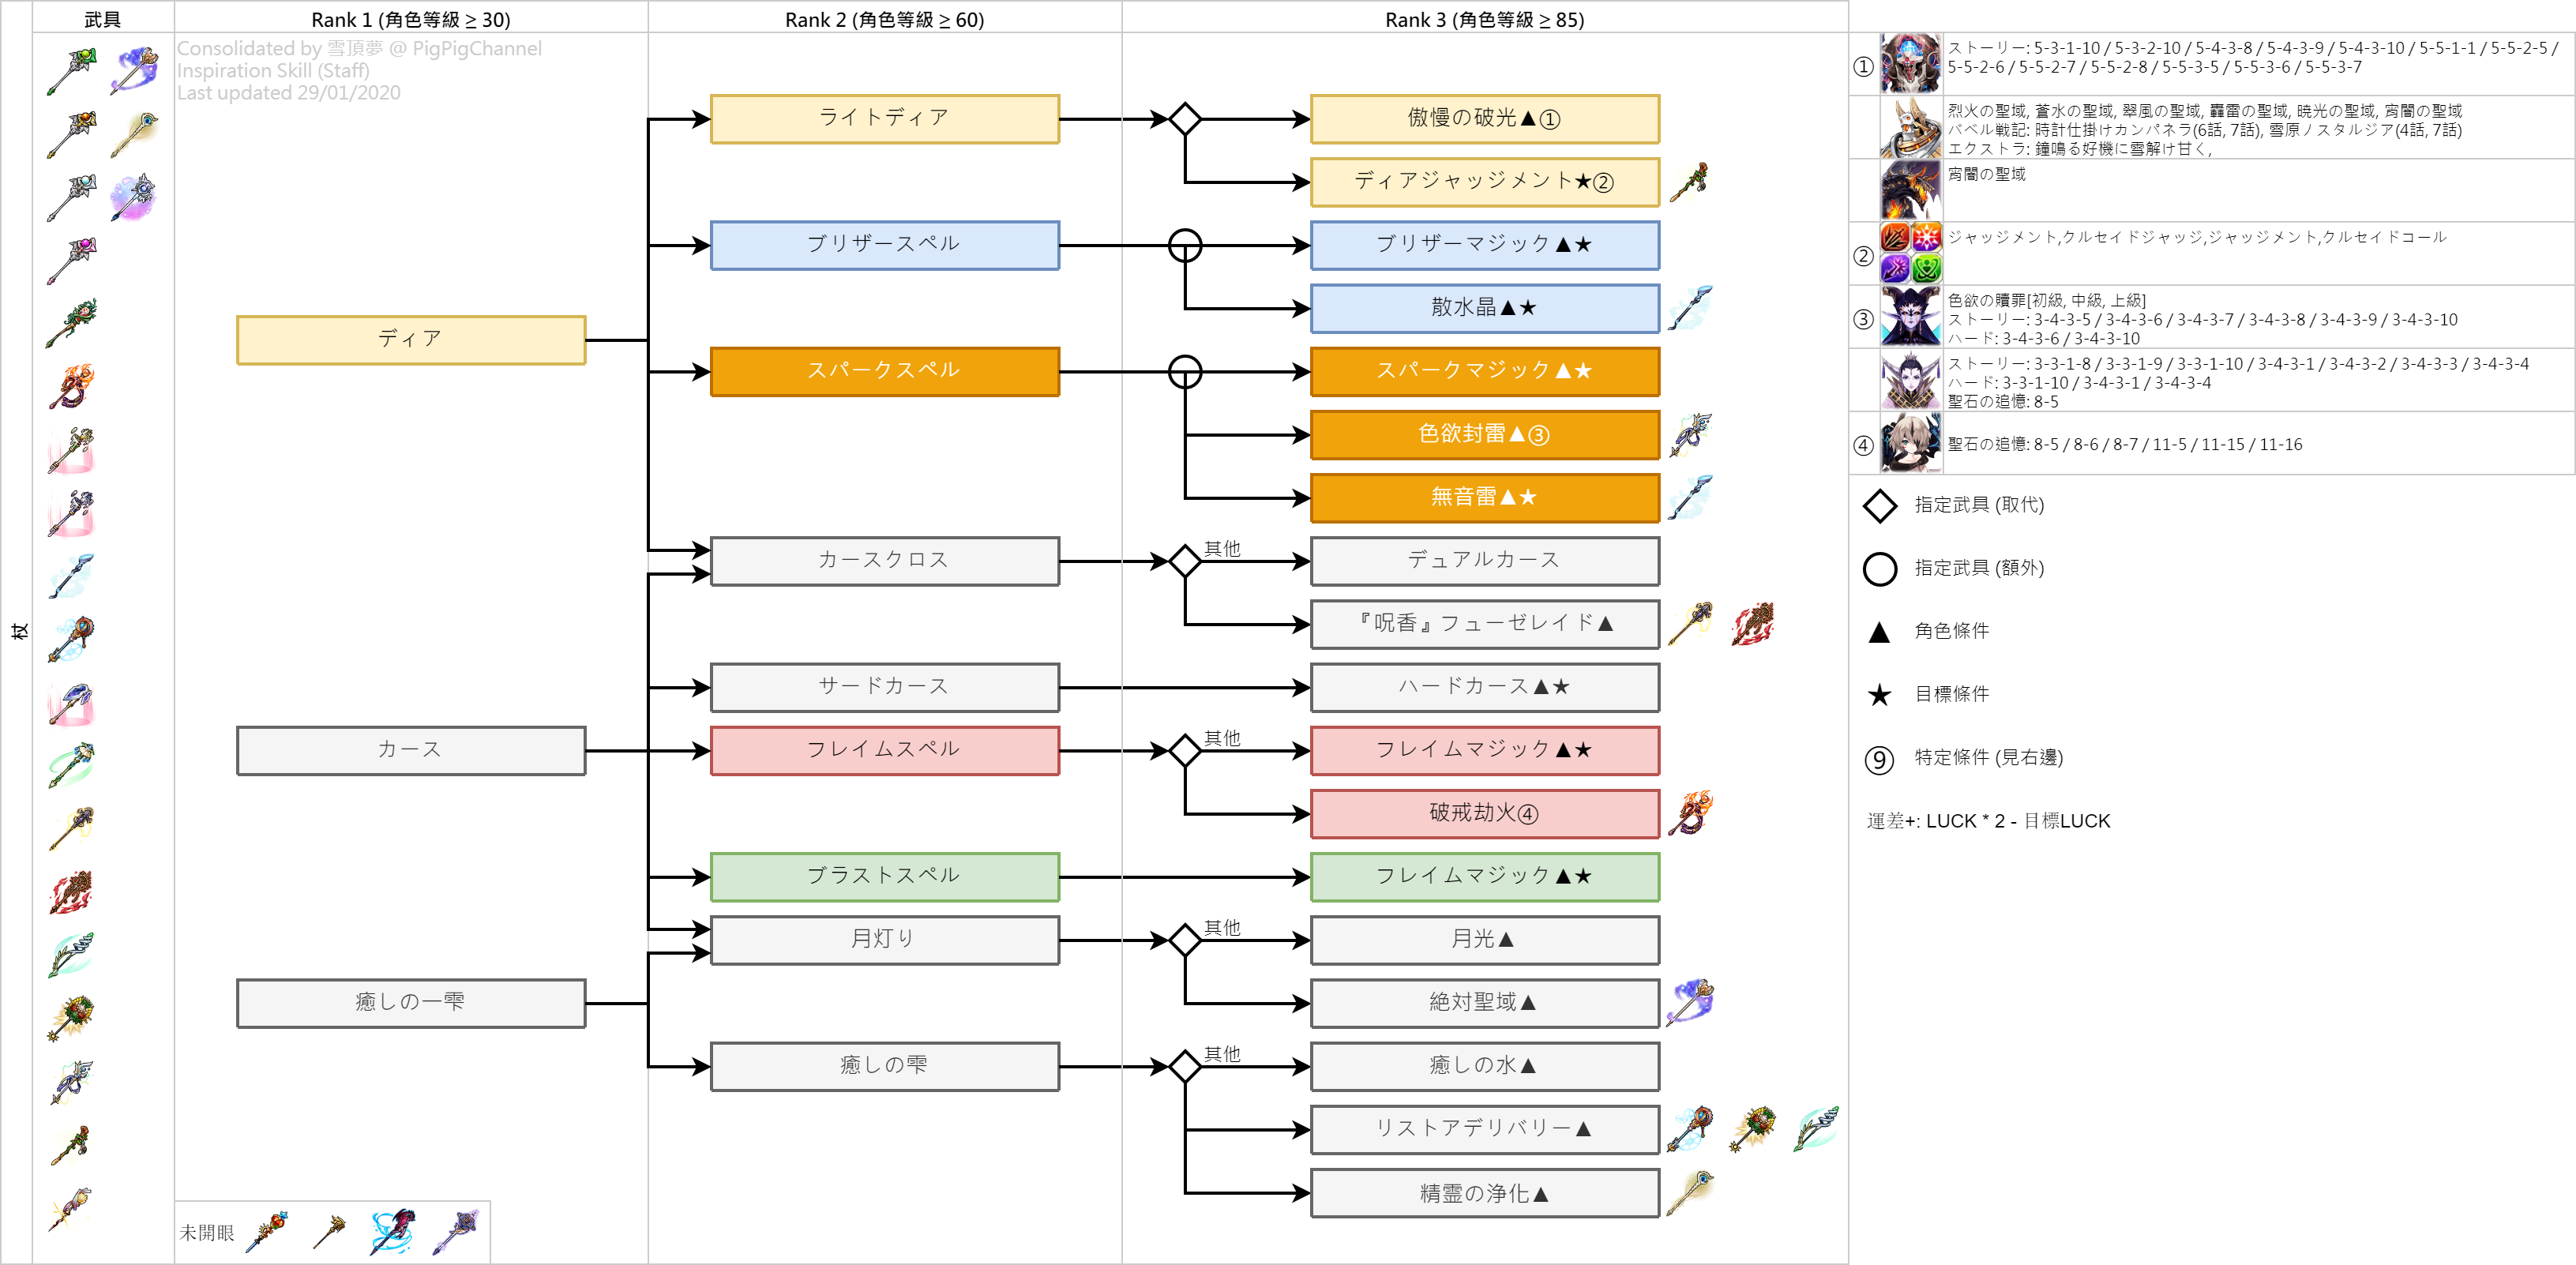 武具
Rank 1 (角色等級 ≥ 30)
Rank 2 (角色等級 ≥ 60)
Rank 3 (角色等級 ≥ 85)
杖
Consolidated by 雪頂夢 @ PigPigChannel
Inspiration Skill (Staff)
Last updated 29/01/2020
ディア
カース
癒しの一雫
未開眼
ライトディア
ブリザースペル
スパークスペル
カースクロス
サードカース
フレイムスペル
ブラストスペル
月灯り
癒しの雫
傲慢の破光▲①
ディアジャッジメント★②
ブリザーマジック▲★
散水晶▲★
スパークマジック▲★
色欲封雷▲③
無音雷▲★
其他
デュアルカース
『呪香』フューゼレイド▲
ハードカース▲★
其他
フレイムマジック▲★
破戒劫火④
フレイムマジック▲★
其他
月光▲
絶対聖域▲
其他
癒しの水▲
リストアデリバリー▲
精霊の浄化▲
①
ストーリー: 5-3-1-10 / 5-3-2-10 / 5-4-3-8 / 5-4-3-9 / 5-4-3-10 / 5-5-1-1 / 5-5-2-5 /
5-5-2-6 / 5-5-2-7 / 5-5-2-8 / 5-5-3-5 / 5-5-3-6 / 5-5-3-7
烈火の聖域, 蒼水の聖域, 翠風の聖域, 轟雷の聖域, 暁光の聖域, 宵闇の聖域
バベル戦記: 時計仕掛けカンパネラ(6話, 7話), 雪原ノスタルジア(4話, 7話)
エクストラ: 鐘鳴る好機に雪解け甘く,
宵闇の聖域
②
ジャッジメント,クルセイドジャッジ,ジャッジメント,クルセイドコール
③
色欲の贖罪[初級, 中級, 上級]
ストーリー: 3-4-3-5 / 3-4-3-6 / 3-4-3-7 / 3-4-3-8 / 3-4-3-9 / 3-4-3-10
ハード: 3-4-3-6 / 3-4-3-10
ストーリー: 3-3-1-8 / 3-3-1-9 / 3-3-1-10 / 3-4-3-1 / 3-4-3-2 / 3-4-3-3 / 3-4-3-4
ハード: 3-3-1-10 / 3-4-3-1 / 3-4-3-4
聖石の追憶: 8-5
④
聖石の追憶: 8-5 / 8-6 / 8-7 / 11-5 / 11-15 / 11-16
指定武具 (取代)
指定武具 (額外)
▲ 角色條件
★ 目標條件
⑨ 特定條件 (見右邊)
運差+: LUCK * 2 - 目標LUCK